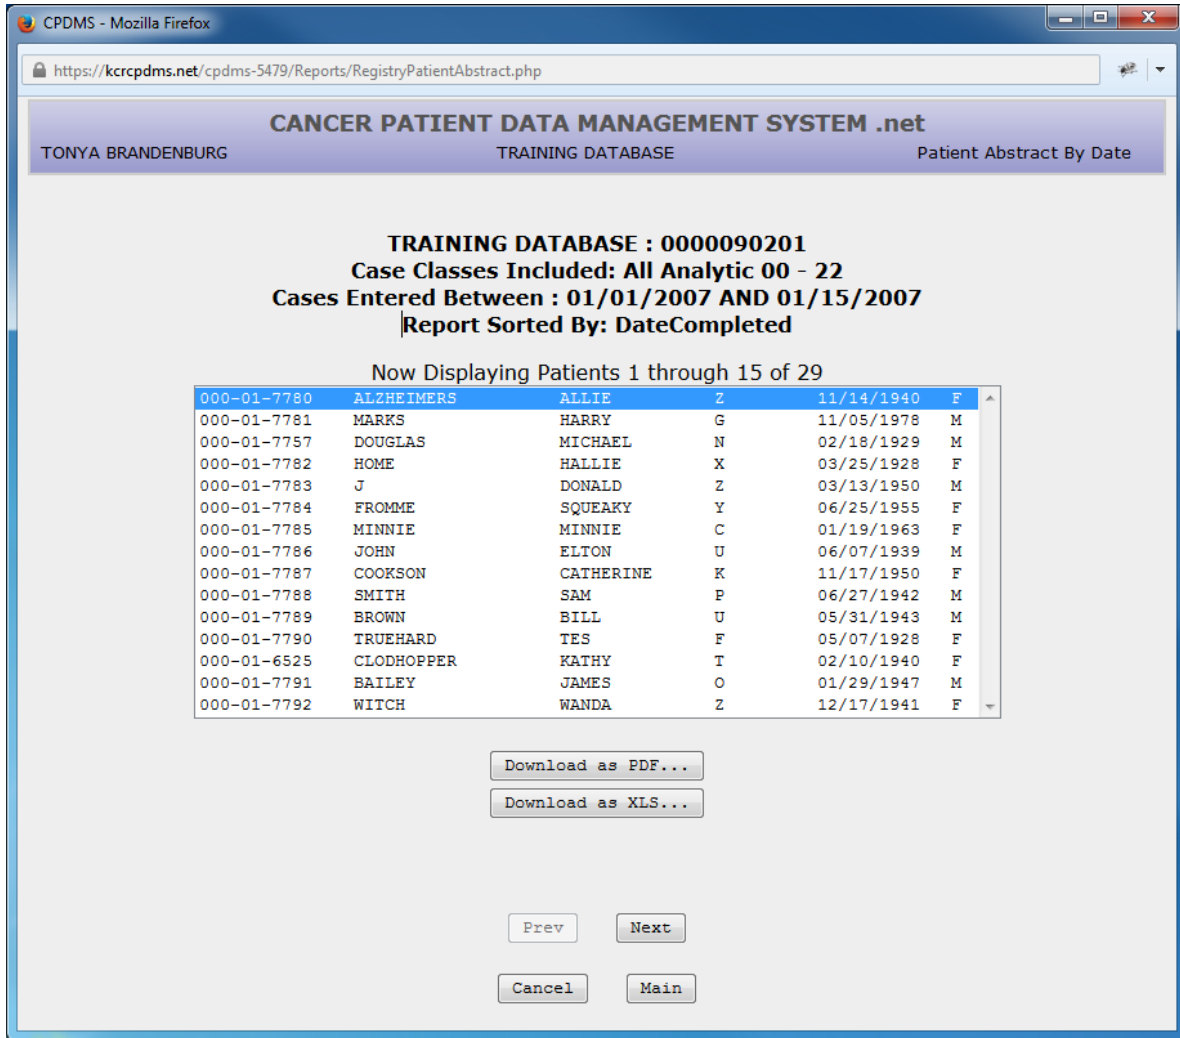 CPDMS - Mozilla Firefox
https://kcrcpdms.net/cpdms-5479/Reports/RegistryPatientAbstract.php
CANCER PATIENT DATA MANAGEMENT SYSTEM .net
TONYA BRANDENBURG TRAINING DATABASE Patient Abstract By Date
TRAINING DATABASE : 0000090201
Case Classes Included: All Analytic 00 - 22
Cases Entered Between : 01/01/2007 AND 01/15/2007
Report Sorted By: DateCompleted
Now Displaying Patients 1 through 15 of 29
000-01-7780 ALZHEIMERS ALLIE Z 11/14/1940 F
000-01-7781 MARKS HARRY G 11/05/1978 M
000-01-7757 DOUGLAS MICHAEL N 02/18/1929 M
000-01-7782 HOME HALLIE X 03/25/1928 F
000-01-7783 J DONALD Z 03/13/1950 M
000-01-7784 FROMME SQUEAKY Y 06/25/1955 F
000-01-7785 MINNIE MINNIE C 01/19/1963 F
000-01-7786 JOHN ELTON U 06/07/1939 M
000-01-7787 COOKSON CATHERINE K 11/17/1950 F
000-01-7788 SMITH SAM P 06/27/1942 M
000-01-7789 BROWN BILL U 05/31/1943 M
000-01-7790 TRUEHARD TES F 05/07/1928 F
000-01-6525 CLODHOPPER KATHY T 02/10/1940 F
000-01-7791 BAILEY JAMES O 01/29/1947 M
000-01-7792 WITCH WANDA Z 12/17/1941 F
Download as PDF...
Download as XLS...
Prev Next
Cancel Main